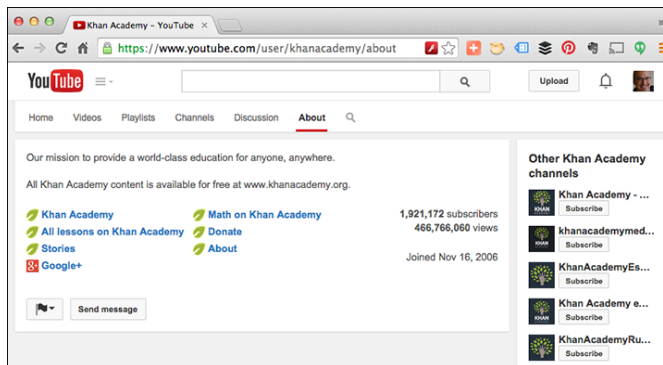 Khan Academy - YouTube
https://www.youtube.com/user/khanacademy/about
YouTube
Upload
Home Videos Playlists Channels Discussion About
Our mission to provide a world-class education for anyone, anywhere.
All Khan Academy content is available for free at www.khanacademy.org.
Khan Academy Math on Khan Academy
All lessons on Khan Academy Donate
Stories About
Google+
1,921,172 subscribers
466,766,060 views
Joined Nov 16, 2006
Send message
Other Khan Academy
channels
Khan Academy - ...
Subscribe
khanacademymed...
Subscribe
KhanAcademyEs...
Subscribe
Khan Academy e...
Subscribe
KhanAcademyRu...
Subscribe